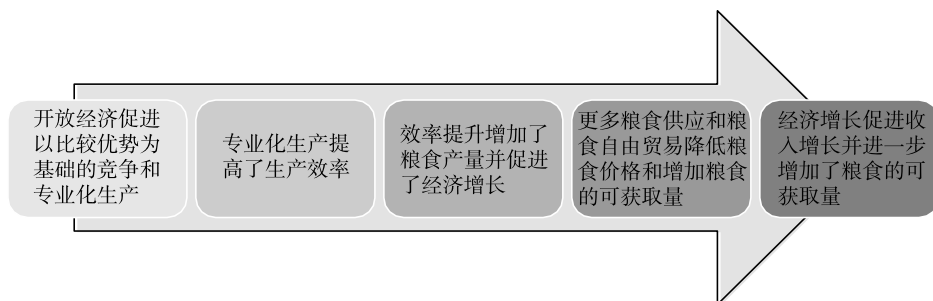 开放经济促进
以比较优势为
基础的竞争和
专业化生产
专业化生产提
高了生产效率
效率提升增加了
粮食产量并促进
了经济增长
更多粮食供应和粮
食自由贸易降低粮
食价格和增加粮食
的可获取量
经济增长促进收
入增长并进一步
增加了粮食的可
获取量